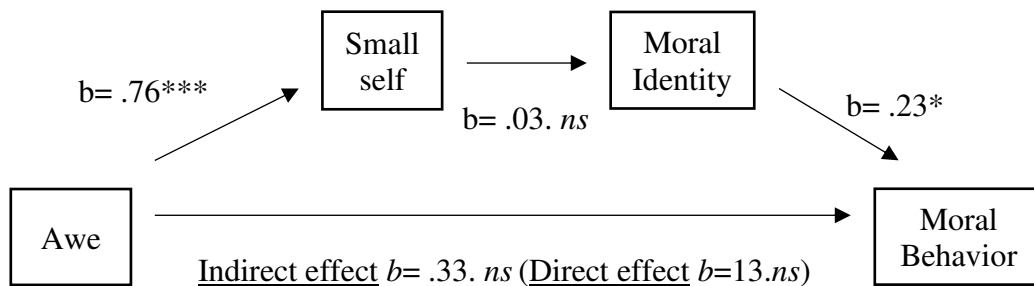 Small
self
Moral
Identity
b= .76***
b= .03. ns
b= .23*
Awe
Moral
Behavior
Indirect effect b= .33. ns (Direct effect b=13.ns)